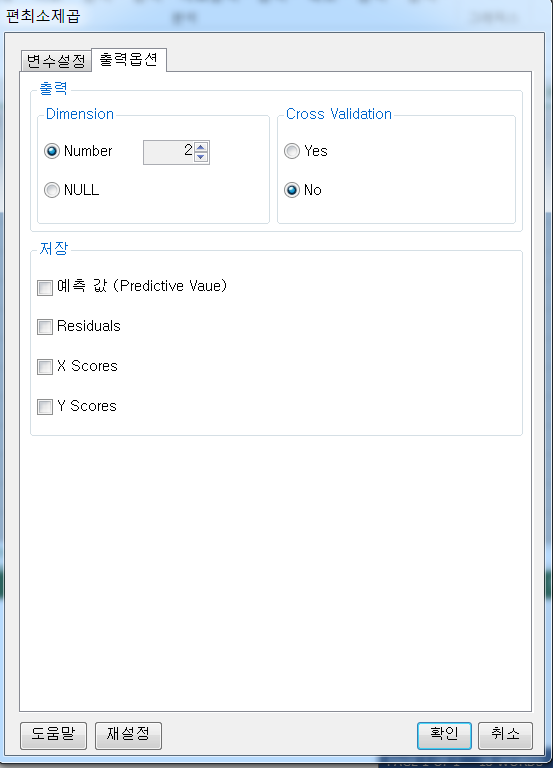 편최소제곱
변수설정 출력옵션
출력
Dimension
Number 2
NULL
Cross Validation
Yes
No
저장
예측 값 (Predictive Vaue)
Residuals
X Scores
Y Scores
도움말 재설정 확인 취소